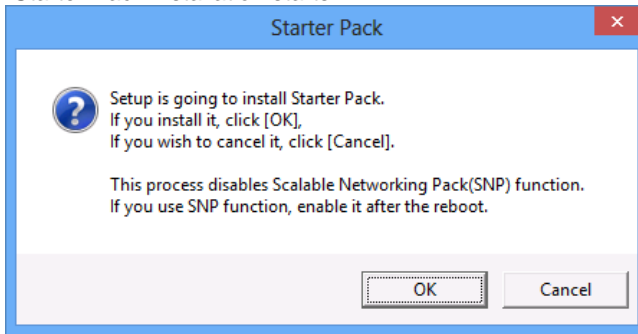 Starter Pack
Setup is going to install Starter Pack.
If you install it, click [OK],
If you wish to cancel it, click [Cancel].
This process disables Scalable Networking Pack(SNP) function.
If you use SNP function, enable it after the reboot.
OK
Cancel